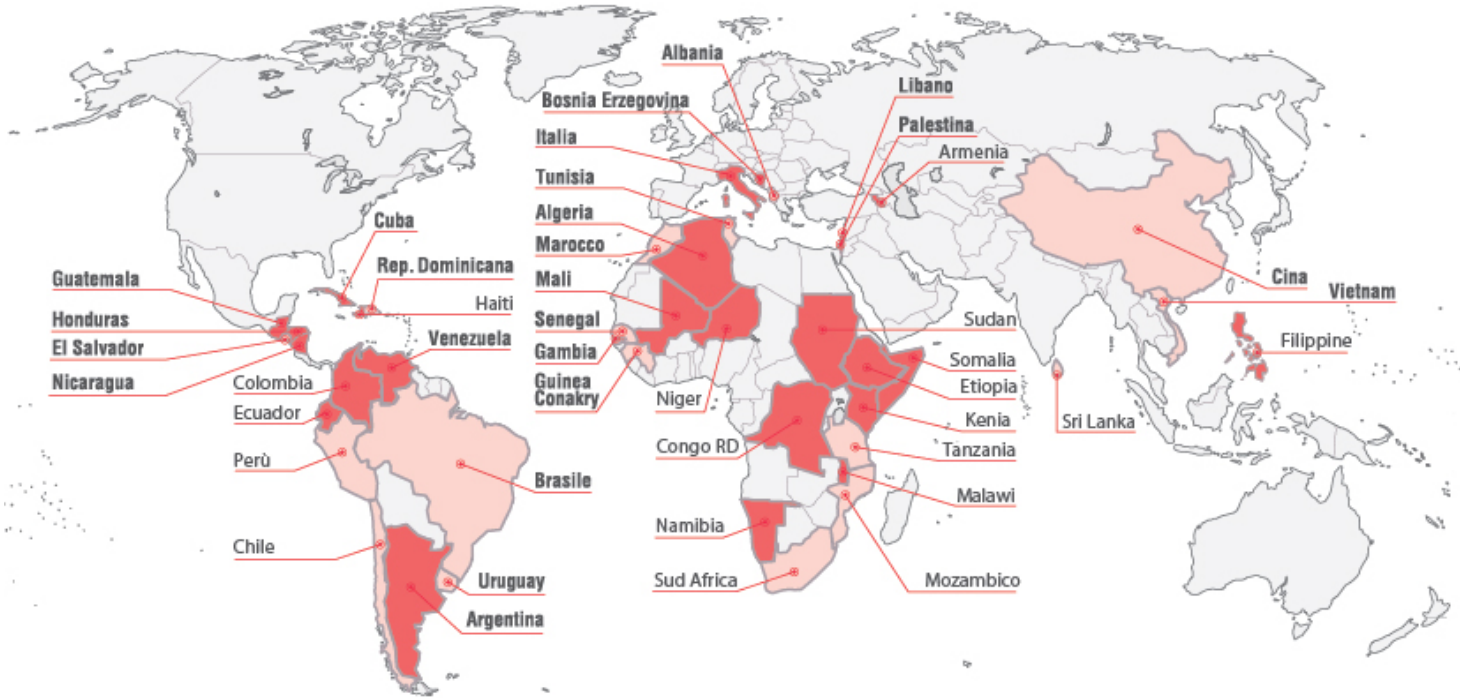 Albania
Libano
Bosnia Erzegovina
Palestina
Italia
Armenia
Tunisia
Algeria
Cuba
Marocco
Rep. Dominicana
Guatemala
Mali
Cina
Vietnam
Haiti
Honduras
Senegal
Sudan
El Salvador
Venezuela
Gambia
Somalia
Filippine
Nicaragua
Colombia
Guinea
Conakry
Niger
Etiopia
Ecuador
Kenia
Sri Lanka
Congo RD
Tanzania
Perù
Brasile
Malawi
Namibia
Chile
Uruguay
Sud Africa
Mozambico
Argentina